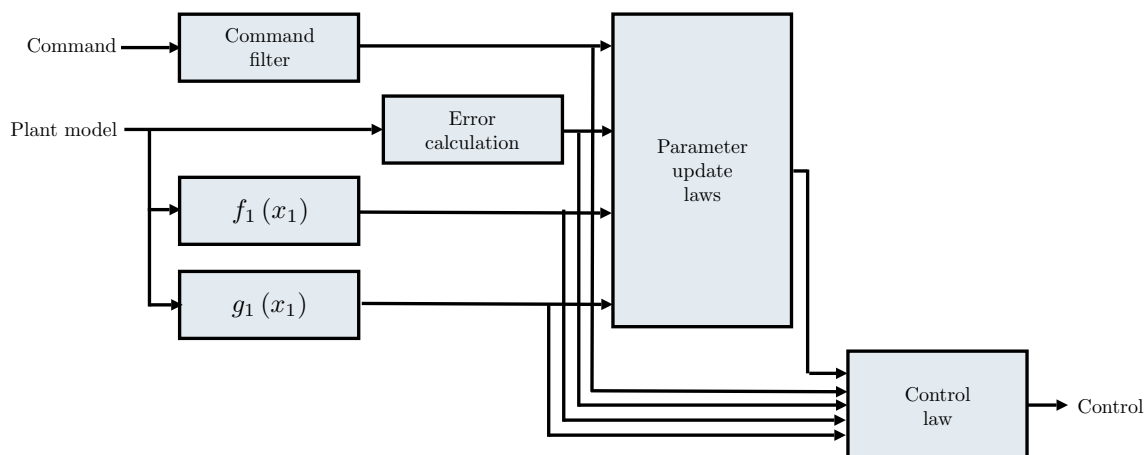 Command
Command
filter
Plant model
Error
calculation
Parameter
update
laws
f₁ (x₁)
g₁ (x₁)
Control
law
Control